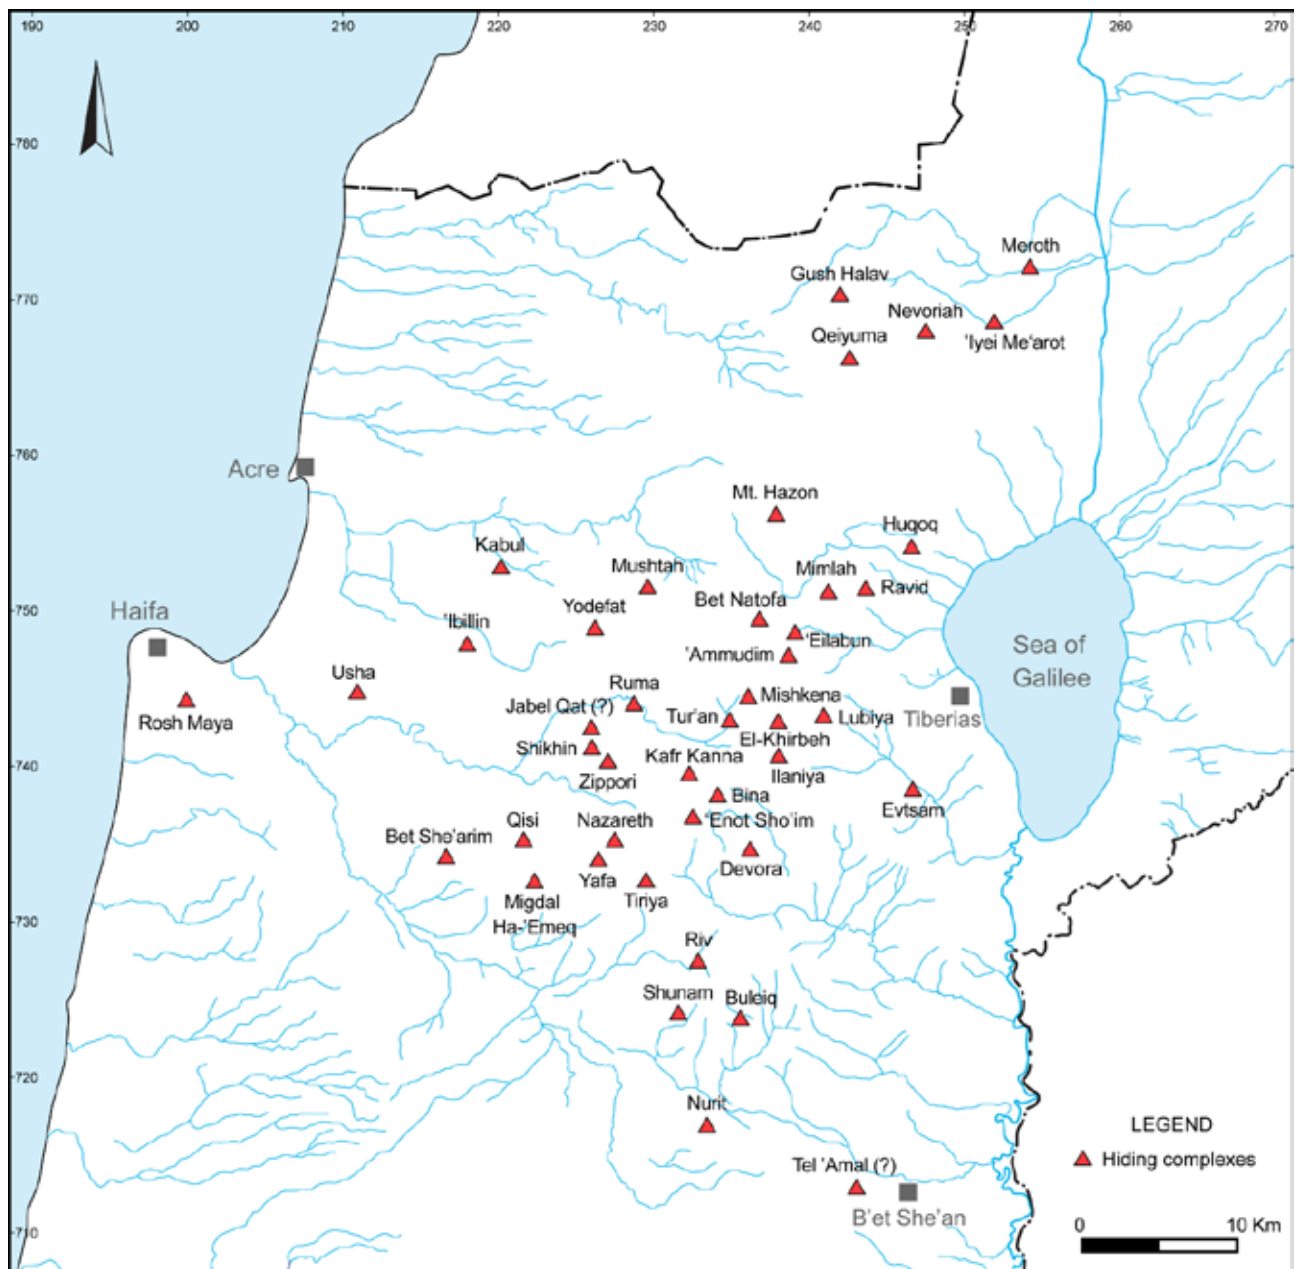 190 200 210 220 230 240 250 260 270
780
770
760
750
740
730
720
710
Meroth
Gush Halav
Nevoriah
'Iyei Me'arot
Qeiyuma
Acre
Mt. Hazon
Huqoq
Kabul
Mushtah
Mimlah
Ravid
Haifa
Yodefat
Bet Natofa
'Ibillin
'Eilabun
'Ammudim
Sea of
Galilee
Usha
Rosh Maya
Ruma
Mishkena
Jabel Qat (?)
Tur'an
Lubiya
Tiberias
Shikhin
El-Khirbeh
Kafr Kanna
Zippori
Ilaniya
Bina
Evtsam
Qisi
Nazareth
'Enot Sho'im
Bet She'arim
Devora
Yafa
Tiriya
Migdal
Ha-'Emeq
Riv
Shunam
Buleiq
Nurit
Tel 'Amal (?)
B'et She'an
LEGEND
Hiding complexes
0 10 Km